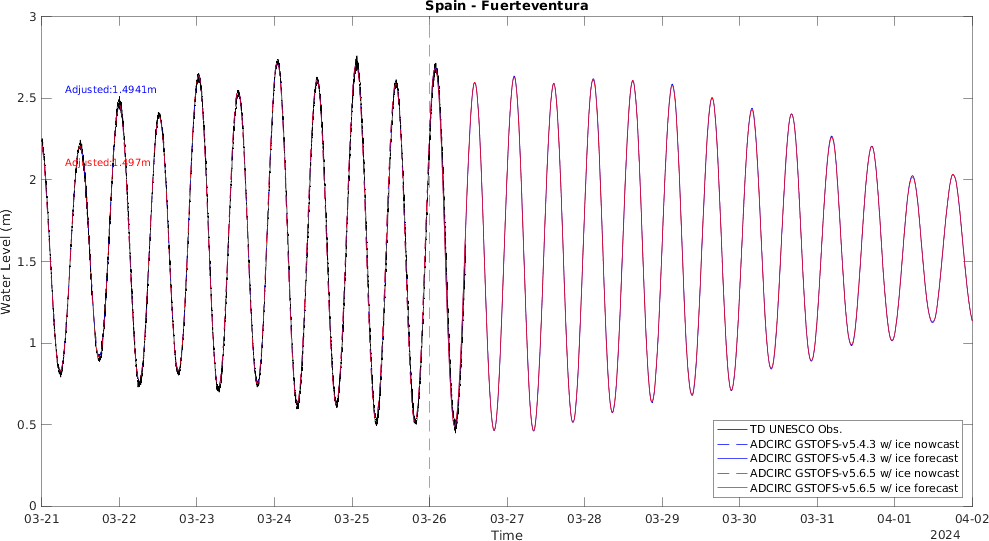 Spain - Fuerteventura
Water Level (m)
3
2.5
2
1.5
1
0.5
0
Adjusted:1.4941m
Adjusted:1.497m
TD UNESCO Obs.
ADCIRC GSTOFS-v5.4.3 w/ ice nowcast
ADCIRC GSTOFS-v5.4.3 w/ ice forecast
ADCIRC GSTOFS-v5.6.5 w/ ice nowcast
ADCIRC GSTOFS-v5.6.5 w/ ice forecast
03-21 03-22 03-23 03-24 03-25 03-26 03-27 03-28 03-29 03-30 03-31 04-01 04-02
Time
2024